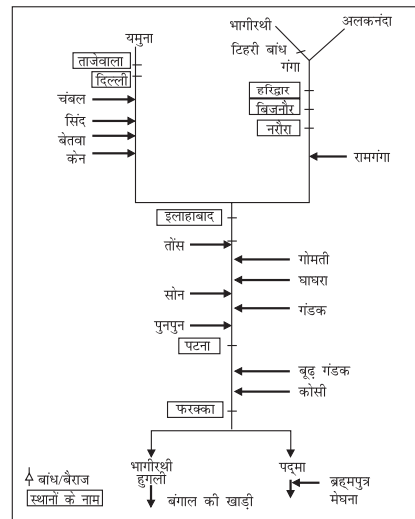 भागीरथी
अलकनंदा
यमुना
टिहरी बांध
गंगा
ताजेवाला
दिल्ली
हरिद्वार
चंबल
बिजनौर
सिंद
नरौरा
बेतवा
केन
रामगंगा
इलाहाबाद
तोंस
गोमती
घाघरा
सोन
गंडक
पुनपुन
पटना
बूढ़ गंडक
कोसी
फरक्का
भागीरथी
हुगली
पद्मा
बांध/बैराज
स्थानों के नाम
बंगाल की खाड़ी
ब्रह्मपुत्र
मेघना